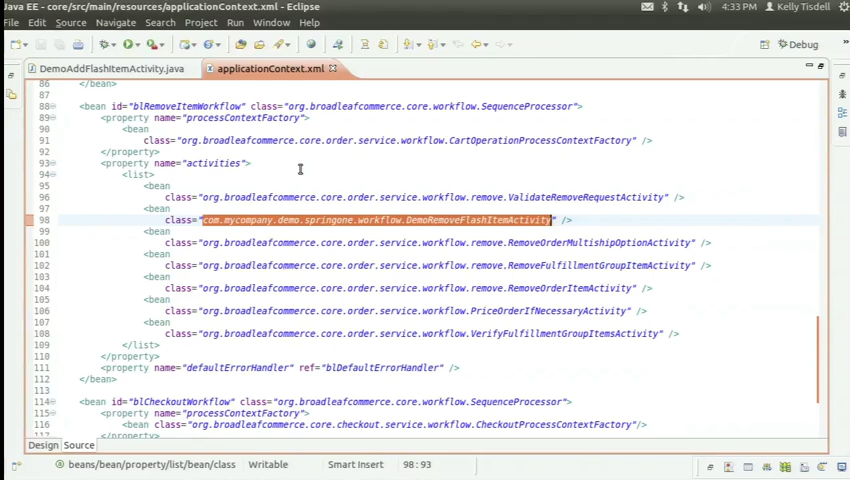 Java EE - core/src/main/resources/applicationContext.xml - Eclipse
4:33 PM
Kelly Tisdell
File Edit Source Navigate Search Project Run Window Help
Debug
DemoAddFlashItemActivity.java
applicationContext.xml
86 </bean>
87
88 <bean id="blRemoveItemWorkflow" class="org.broadleafcommerce.core.workflow.SequenceProcessor">
89 <property name="processContextFactory">
90 <bean
91 class="org.broadleafcommerce.core.order.service.workflow.CartOperationProcessContextFactory" />
92 </property>
93 <property name="activities">
94 <list>
95 <bean
96 class="org.broadleafcommerce.core.order.service.workflow.remove.ValidateRemoveRequestActivity" />
97 <bean
98 class="com.mycompany.demo.springone.workflow.DemoRemoveFlashItemActivity" />
99 <bean
100 class="org.broadleafcommerce.core.order.service.workflow.remove.RemoveOrderMultishipOptionActivity" />
101 <bean
102 class="org.broadleafcommerce.core.order.service.workflow.remove.RemoveFulfillmentGroupItemActivity" />
103 <bean
104 class="org.broadleafcommerce.core.order.service.workflow.remove.RemoveOrderItemActivity" />
105 <bean
106 class="org.broadleafcommerce.core.order.service.workflow.PriceOrderIfNecessaryActivity" />
107 <bean
108 class="org.broadleafcommerce.core.order.service.workflow.VerifyFulfillmentGroupItemsActivity" />
109 </list>
110 </property>
111 <property name="defaultErrorHandler" ref="blDefaultErrorHandler" />
112 </bean>
113
114 <bean id="blCheckoutWorkflow" class="org.broadleafcommerce.core.workflow.SequenceProcessor">
115 <property name="processContextFactory">
116 <bean class="org.broadleafcommerce.core.checkout.service.workflow.CheckoutProcessContextFactory"/>
117 </property>
Design Source
beans/bean/property/list/bean/class
Writable
Smart Insert
98 : 93